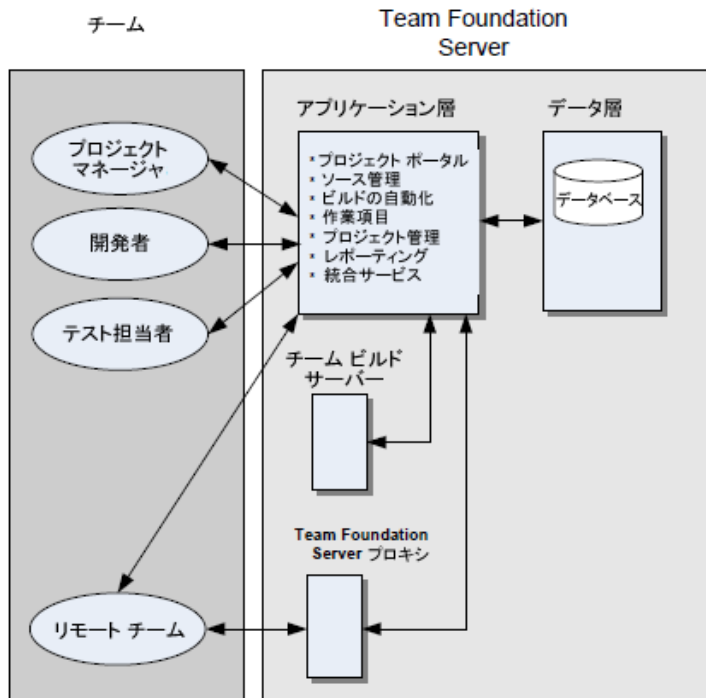 チーム
Team Foundation
Server
プロジェクト
マネージャ
開発者
テスト担当者
リモート チーム
アプリケーション層
* プロジェクト ポータル
* ソース管理
* ビルドの自動化
* 作業項目
* プロジェクト管理
* レポーティング
* 統合サービス
データ層
データベース
チーム ビルド
サーバー
Team Foundation
Server プロキシ